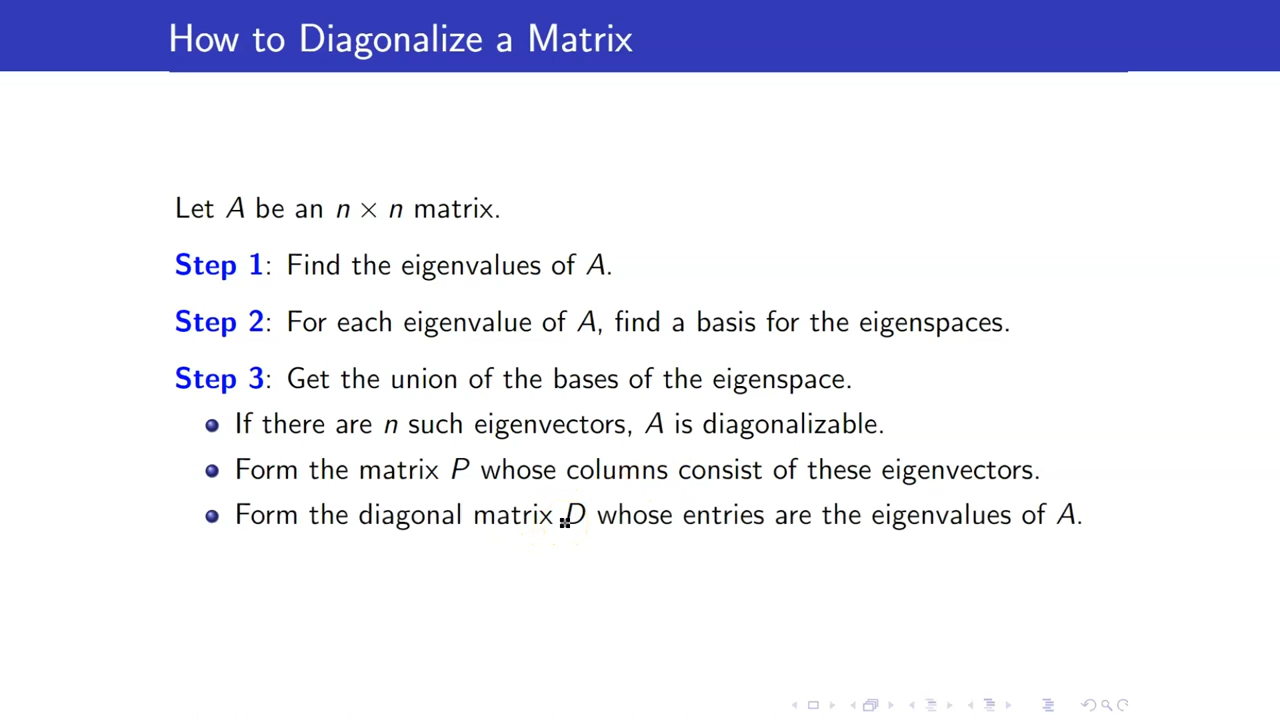 How to Diagonalize a Matrix
Let A be an n × n matrix.
Step 1: Find the eigenvalues of A.
Step 2: For each eigenvalue of A, find a basis for the eigenspaces.
Step 3: Get the union of the bases of the eigenspace.
If there are n such eigenvectors, A is diagonalizable.
Form the matrix P whose columns consist of these eigenvectors.
Form the diagonal matrix D whose entries are the eigenvalues of A.